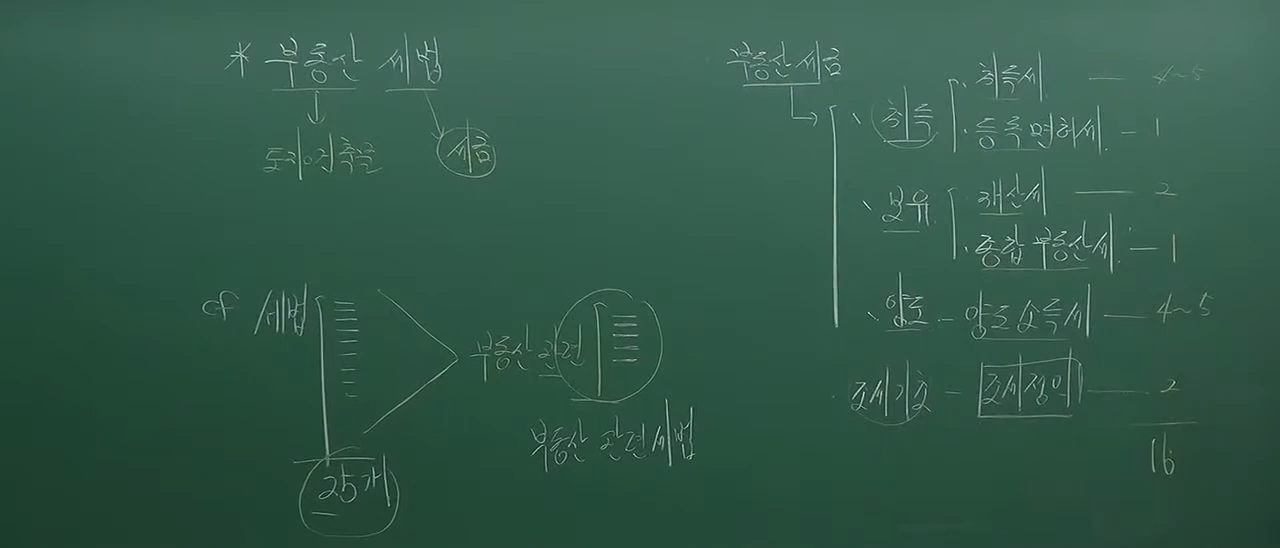 * 부동산 세법
토지와건축물
세금
cf 세법
25개
부동산 관련
부동산 관련세법
부동산세금
취득
취득세 — 4~5
등록면허세 — 1
보유
재산세 — 2
종합부동산세 — 1
양도 — 양도소득세 — 4~5
조세기초 — 조세정의 — 2
16